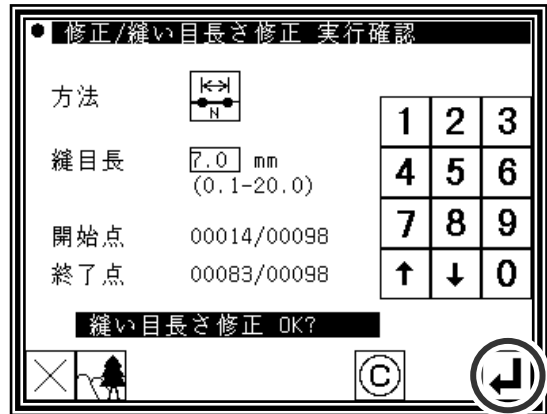 修正/縫い目長さ修正 実行確認
方法
N
縫目長 7.0 mm
(0.1-20.0)
開始点 00014/00098
終了点 00083/00098
縫い目長さ修正 OK?
1 2 3
4 5 6
7 8 9
↑ ↓ 0
C